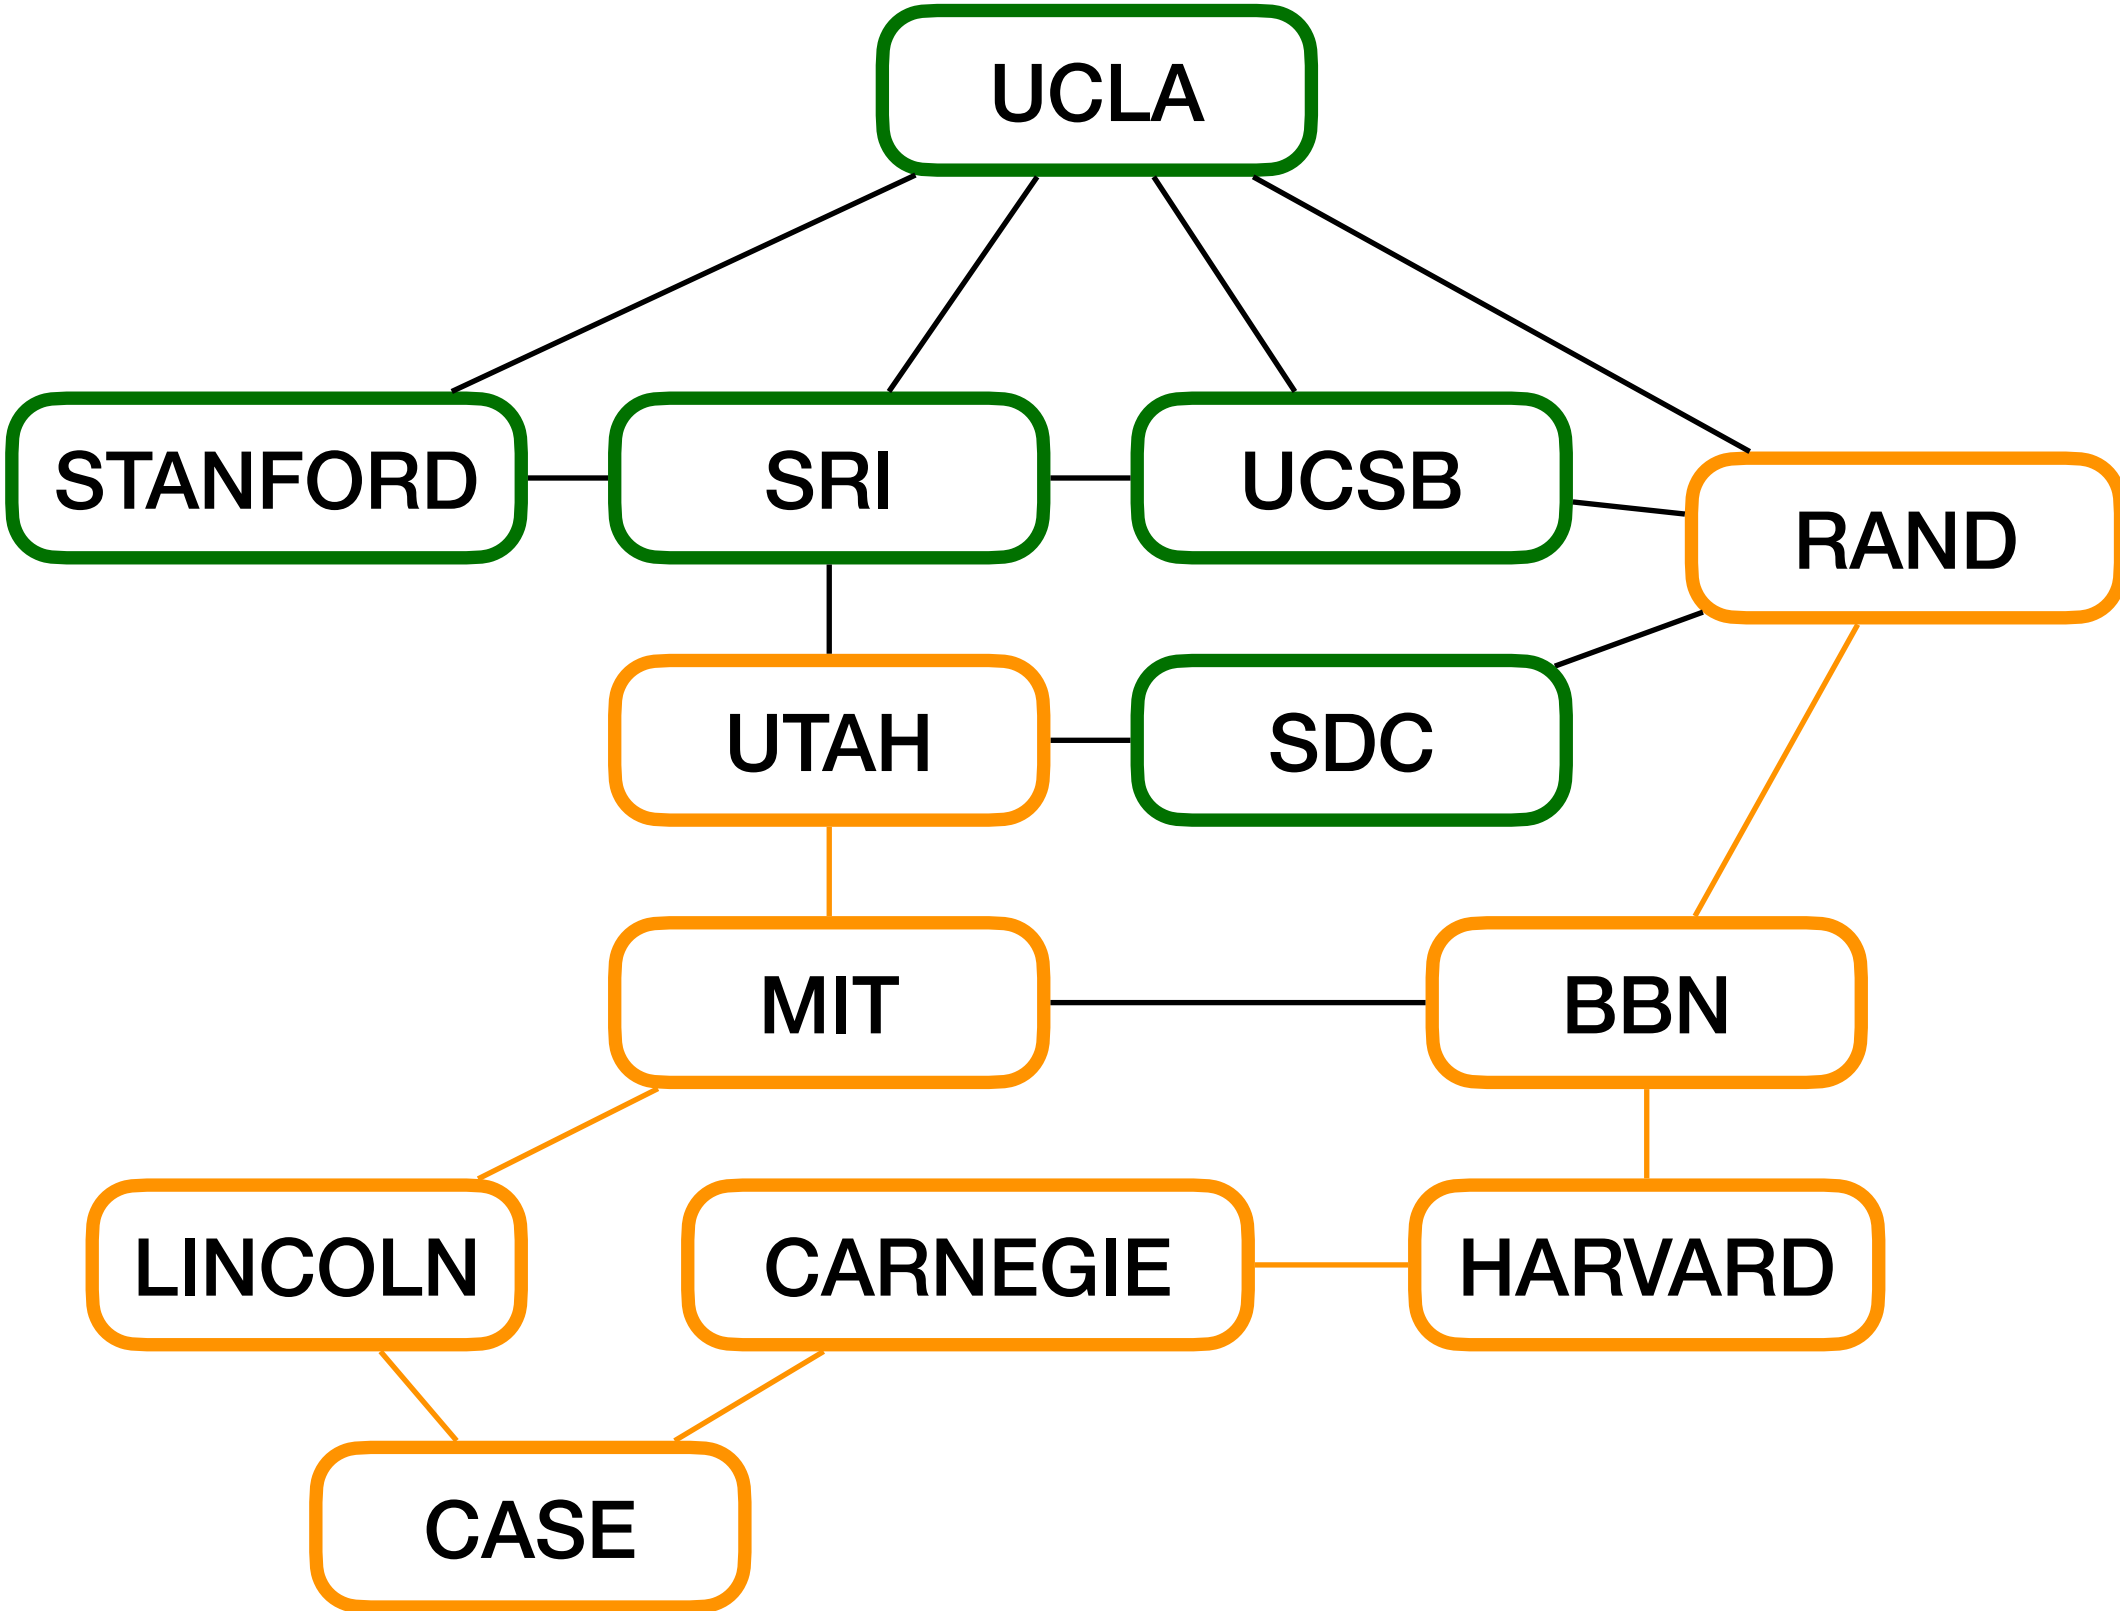 UCLA
STANFORD
SRI
UCSB
RAND
UTAH
SDC
MIT
BBN
LINCOLN
CARNEGIE
HARVARD
CASE